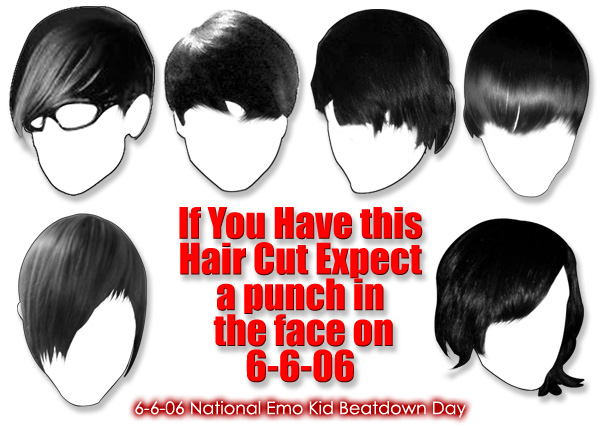 If You Have this
Hair Cut Expect
a punch in
the face on
6-6-06
6-6-06 National Emo Kid Beatdown Day